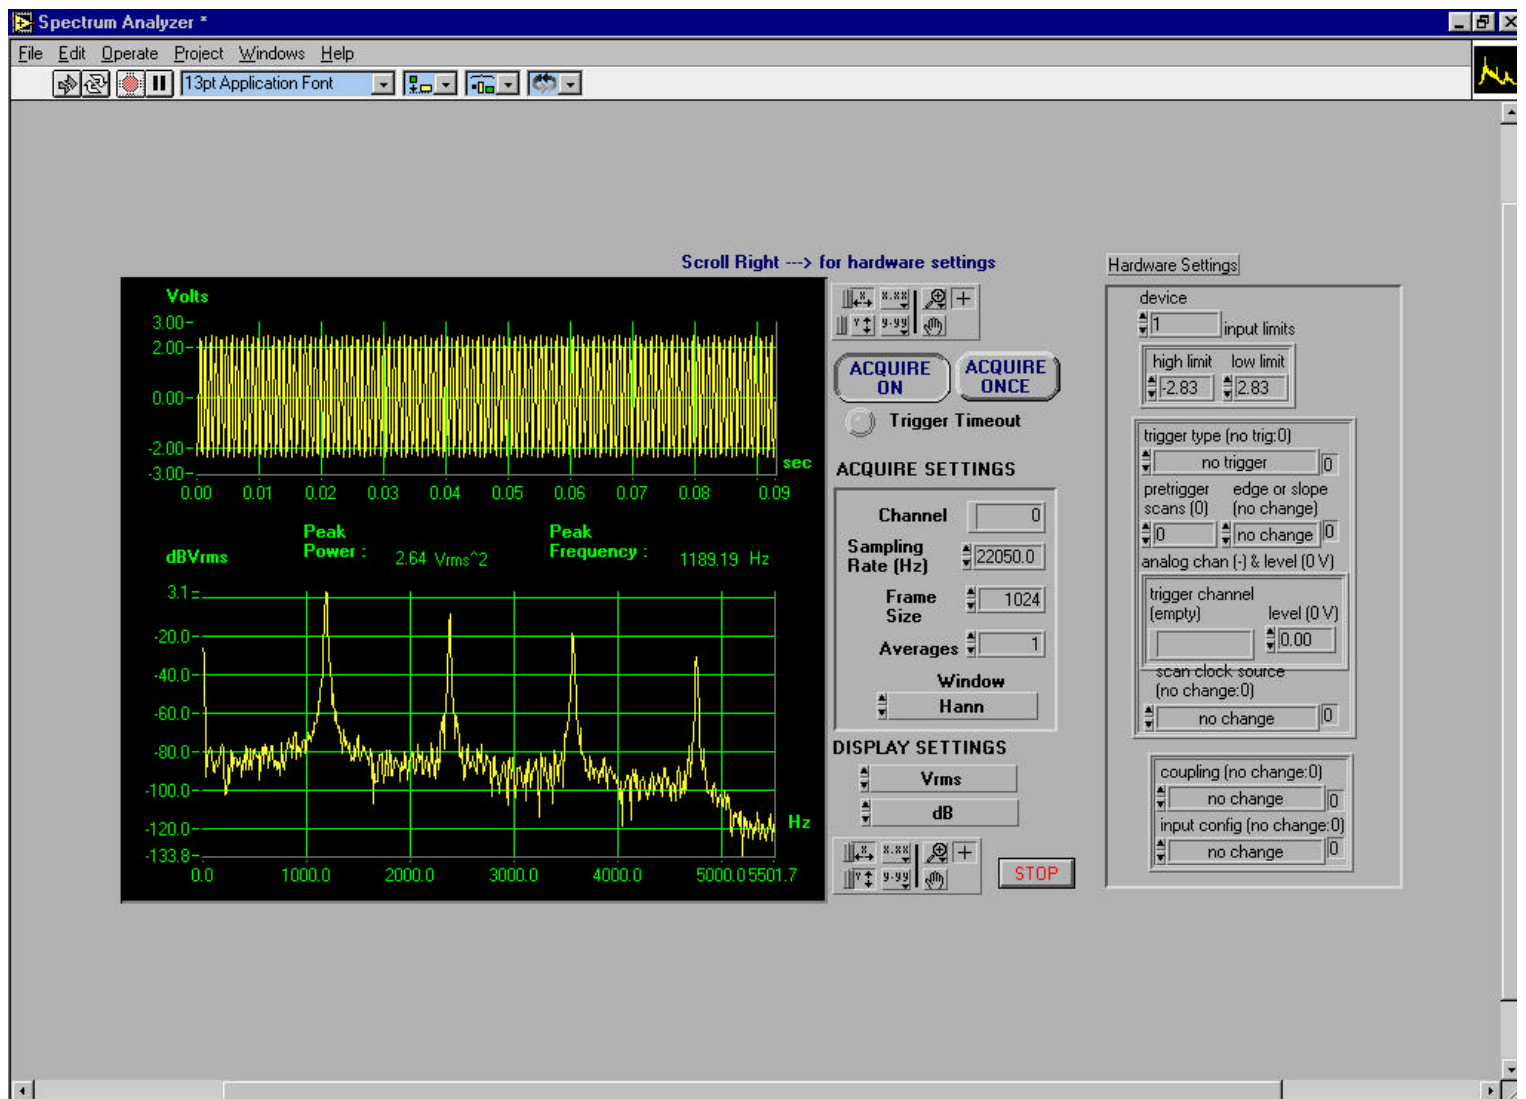 Spectrum Analyzer *
File Edit Operate Project Windows Help
13pt Application Font
Scroll Right ---> for hardware settings
Volts
3.00
2.00
0.00
-2.00
-3.00
sec
0.00 0.01 0.02 0.03 0.04 0.05 0.06 0.07 0.08 0.09
Peak Power : 2.64 Vrms^2
Peak Frequency : 1189.19 Hz
dBVrms
3.1
-20.0
-40.0
-60.0
-80.0
-100.0
-120.0
-133.8
Hz
0.0 1000.0 2000.0 3000.0 4000.0 5000.0 5501.7
x.xx
y.yy
ACQUIRE ON
ACQUIRE ONCE
Trigger Timeout
ACQUIRE SETTINGS
Channel 0
Sampling Rate (Hz) 22050.0
Frame Size 1024
Averages 1
Window
Hann
DISPLAY SETTINGS
Vrms
dB
x.xx
y.yy
STOP
Hardware Settings
device
1
input limits
high limit low limit
-2.83 2.83
trigger type (no trig:0)
no trigger 0
pretrigger scans (0)
0
edge or slope (no change)
no change 0
analog chan (-) & level (0 V)
trigger channel (empty)
level (0 V)
0.00
scan clock source (no change:0)
no change 0
coupling (no change:0)
no change 0
input config (no change:0)
no change 0